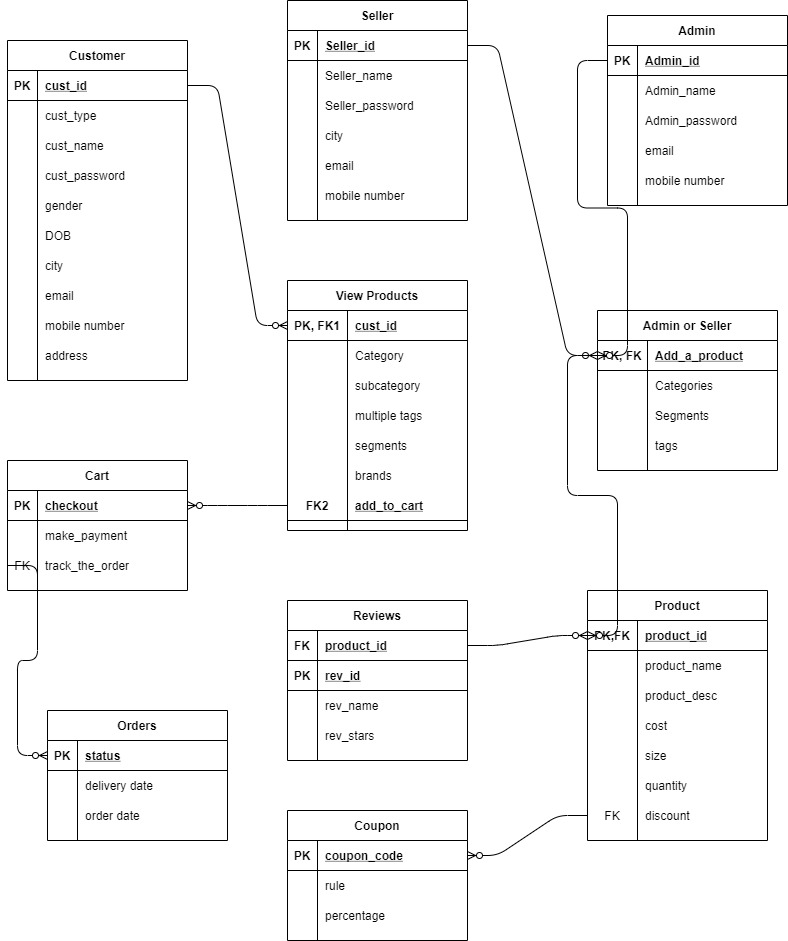 Seller
PK Seller_id
Seller_name
Seller_password
city
email
mobile number
Admin
PK Admin_id
Admin_name
Admin_password
email
mobile number
Customer
PK cust_id
cust_type
cust_name
cust_password
gender
DOB
city
email
mobile number
address
View Products
PK, FK1 cust_id
Category
subcategory
multiple tags
segments
brands
FK2 add_to_cart
Admin or Seller
PK, FK Add_a_product
Categories
Segments
tags
Cart
PK checkout
make_payment
FK track_the_order
Reviews
FK product_id
PK rev_id
rev_name
rev_stars
Product
PK,FK product_id
product_name
product_desc
cost
size
quantity
FK discount
Orders
PK status
delivery date
order date
Coupon
PK coupon_code
rule
percentage